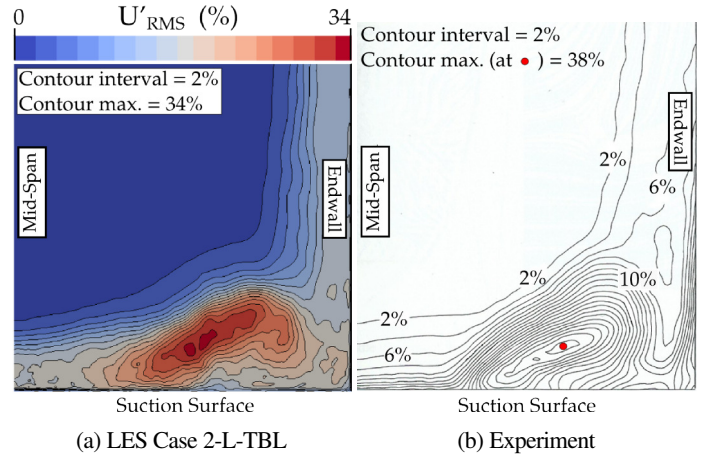 0 U′RMS (%) 34
Contour interval = 2%
Contour max. = 34%
Mid-Span
Endwall
Suction Surface
(a) LES Case 2-L-TBL
Contour interval = 2%
Contour max. (at ● ) = 38%
Mid-Span
Endwall
2%
6%
2%
10%
2%
6%
Suction Surface
(b) Experiment